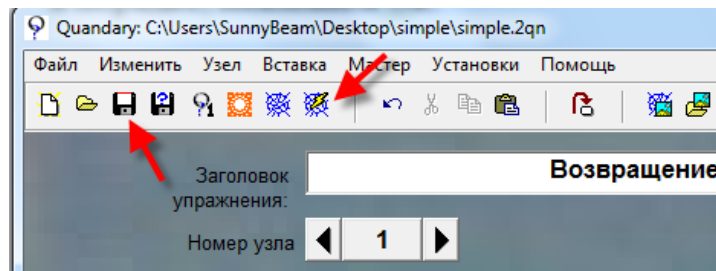 Quandary: C:\Users\SunnyBeam\Desktop\simple\simple.2qn
Файл Изменить Узел Вставка Мастер Установки Помощь
Заголовок упражнения:
Возвращение
Номер узла 1